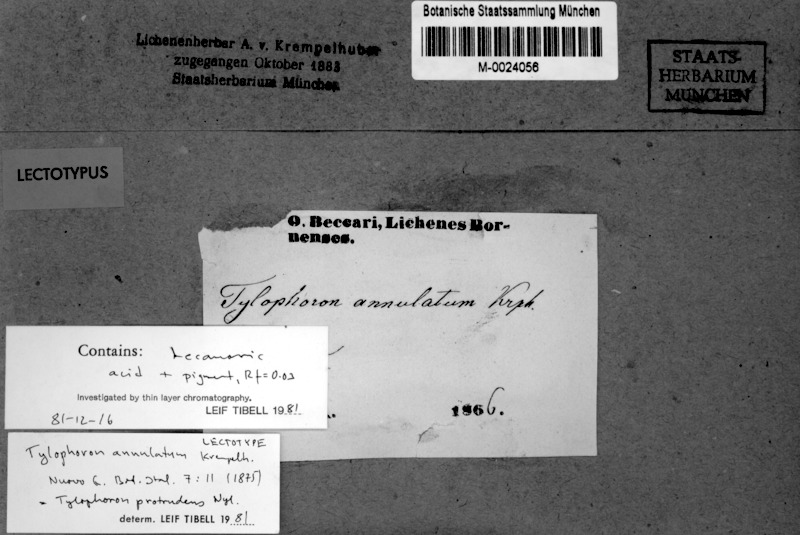 Botanische Staatssammlung München
M-0024056
Lichenenherbar A. v. Krempelhuber
zugegangen Oktober 1883
Staatsherbarium München
STAATS-
HERBARIUM
MÜNCHEN
LECTOTYPUS
O. Beccari, Lichenes Bor-
nenses.
Tylophoron annulatum Krph.
1866.
Contains: Lecanoric
acid + pigment, Rf=0.03
Investigated by thin layer chromatography.
LEIF TIBELL 1981
81-12-16
LECTOTYPE
Tylophoron annulatum Krempelh.
Nuovo G. Bot. Ital. 7: 11 (1875)
Tylophoron protrudens Nyl.
determ. LEIF TIBELL 1981